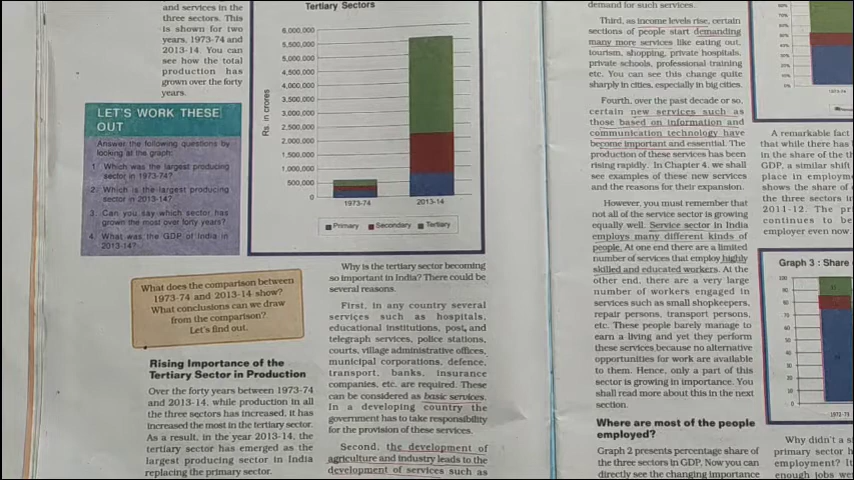 and services in the
three sectors. This
is shown for two
years, 1973-74 and
2013-14. You can
see how the total
production has
grown over the forty
years.
Tertiary Sectors
6,000,000
5,500,000
5,000,000
4,500,000
4,000,000
3,500,000
3,000,000
2,500,000
2,000,000
1,500,000
1,000,000
500,000
0
Rs. in crores
1973-74
2013-14
Primary
Secondary
Tertiary
LET'S WORK THESE
OUT
Answer the following questions by
looking at the graph:
1. Which was the largest producing
sector in 1973-74?
2. Which is the largest producing
sector in 2013-14?
3. Can you say which sector has
grown the most over forty years?
4. What was the GDP of India in
2013-14?
What does the comparison between
1973-74 and 2013-14 show?
What conclusions can we draw
from the comparison?
Let's find out.
Rising Importance of the
Tertiary Sector in Production
Over the forty years between 1973-74
and 2013-14, while production in all
the three sectors has increased, it has
increased the most in the tertiary sector.
As a result, in the year 2013-14, the
tertiary sector has emerged as the
largest producing sector in India
replacing the primary sector.
Why is the tertiary sector becoming
so important in India? There could be
several reasons.
First, in any country several
services such as hospitals,
educational institutions, post and
telegraph services, police stations,
courts, village administrative offices,
municipal corporations, defence,
transport, banks, insurance
companies, etc. are required. These
can be considered as basic services.
In a developing country the
government has to take responsibility
for the provision of these services.
Second, the development of
agriculture and industry leads to the
development of services such as
demand for such services.
Third, as income levels rise, certain
sections of people start demanding
many more services like eating out,
tourism, shopping, private hospitals,
private schools, professional training
etc. You can see this change quite
sharply in cities, especially in big cities.
Fourth, over the past decade or so,
certain new services such as
those based on information and
communication technology have
become important and essential. The
production of these services has been
rising rapidly. In Chapter 4, we shall
see examples of these new services
and the reasons for their expansion.
However, you must remember that
not all of the service sector is growing
equally well. Service sector in India
employs many different kinds of
people. At one end there are a limited
number of services that employ highly
skilled and educated workers. At the
other end, there are a very large
number of workers engaged in
services such as small shopkeepers,
repair persons, transport persons,
etc. These people barely manage to
earn a living and yet they perform
these services because no alternative
opportunities for work are available
to them. Hence, only a part of this
sector is growing in importance. You
shall read more about this in the next
section.
Where are most of the people
employed?
Graph 2 presents percentage share of
the three sectors in GDP. Now you can
directly see the changing importance
A remarkable fact
that while there has
in the share of the th
GDP, a similar shift
place in employme
shows the share of
the three sectors in
2011-12. The pri
continues to be
employer even now
Graph 3 : Share
100
90
80
70
60
50
40
30
20
10
0
1972-73
Why didn't a s
primary sector h
employment? It
enough jobs we